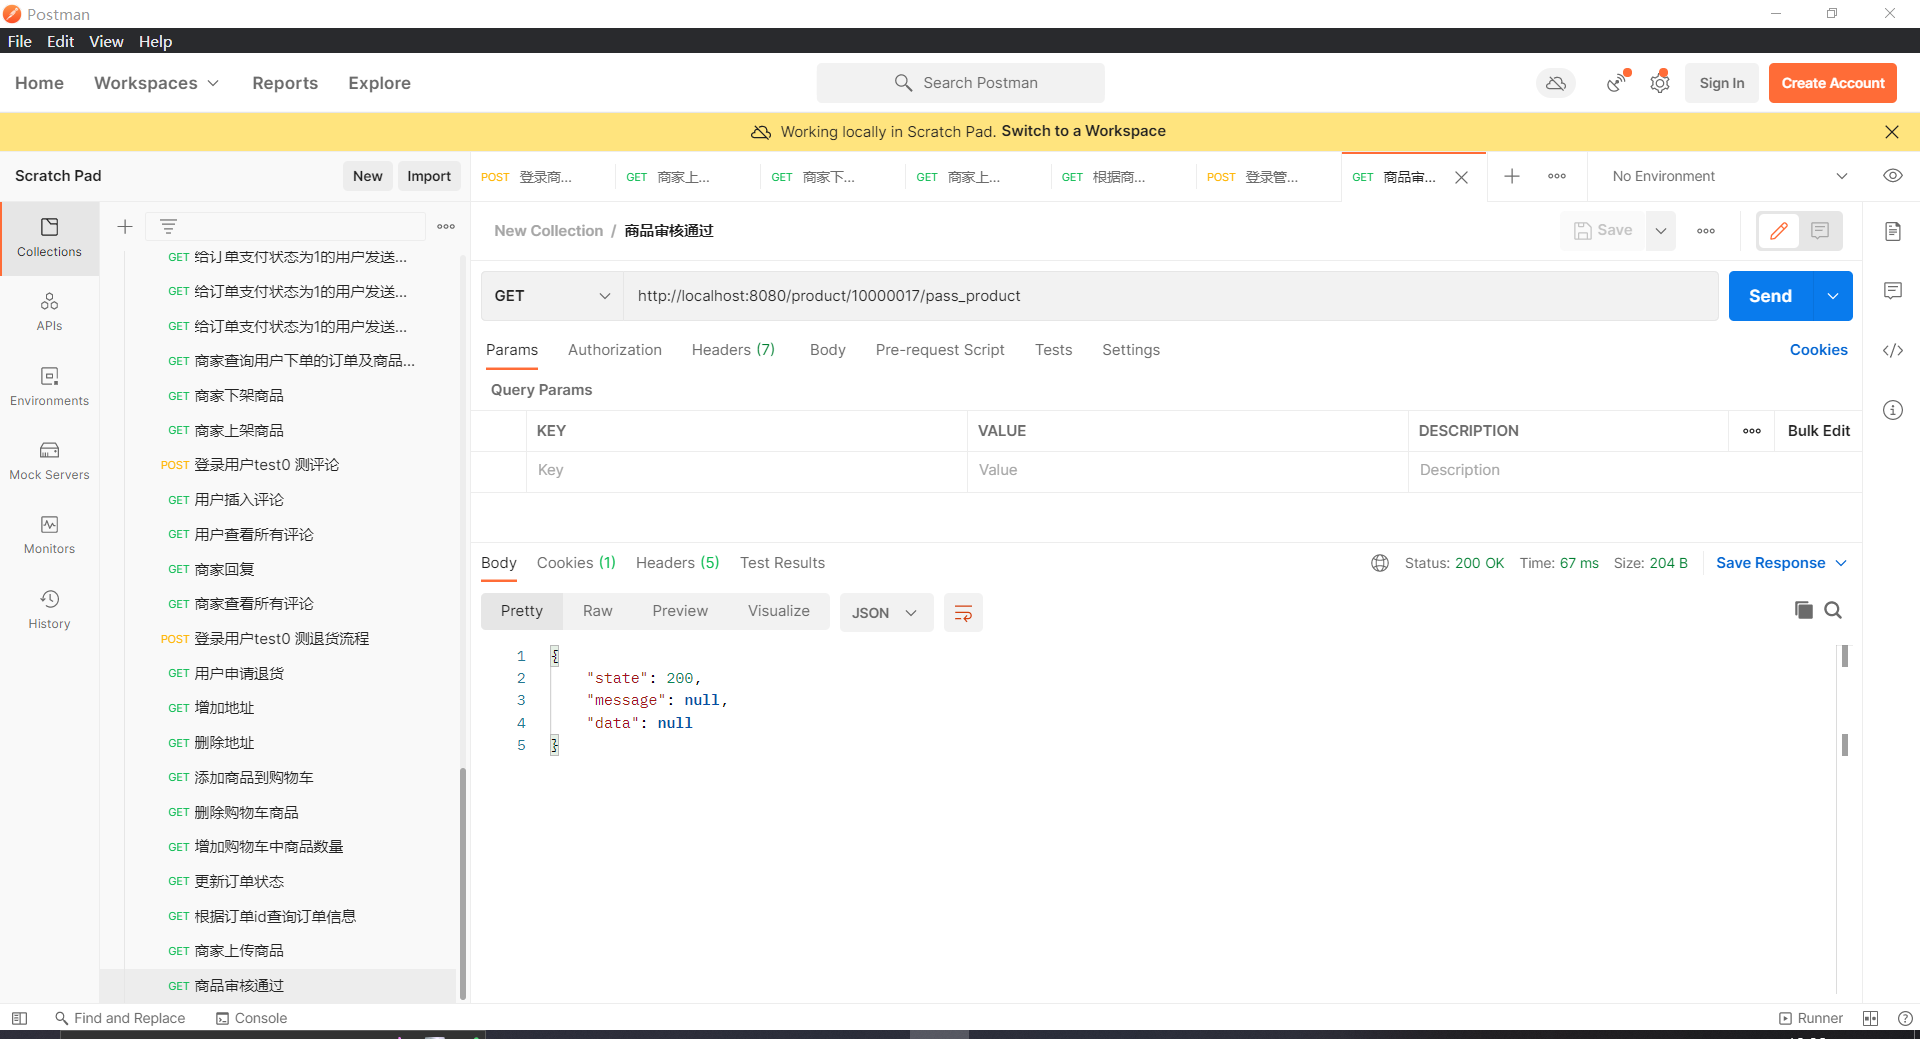 Postman
File Edit View Help
Home Workspaces Reports Explore
Search Postman
Sign In
Create Account
Working locally in Scratch Pad. Switch to a Workspace
Scratch Pad
New
Import
POST 登录商...
GET 商家上...
GET 商家下...
GET 商家上...
GET 根据商...
POST 登录管...
GET 商品审...
No Environment
Collections
APIs
Environments
Mock Servers
Monitors
History
GET 给订单支付状态为1的用户发送...
GET 给订单支付状态为1的用户发送...
GET 给订单支付状态为1的用户发送...
GET 商家查询用户下单的订单及商品...
GET 商家下架商品
GET 商家上架商品
POST 登录用户test0 测评论
GET 用户插入评论
GET 用户查看所有评论
GET 商家回复
GET 商家查看所有评论
POST 登录用户test0 测退货流程
GET 用户申请退货
GET 增加地址
GET 删除地址
GET 添加商品到购物车
GET 删除购物车商品
GET 增加购物车中商品数量
GET 更新订单状态
GET 根据订单id查询订单信息
GET 商家上传商品
GET 商品审核通过
New Collection / 商品审核通过
Save
GET
http://localhost:8080/product/10000017/pass_product
Send
Params Authorization Headers (7) Body Pre-request Script Tests Settings
Cookies
Query Params
KEY VALUE DESCRIPTION
Bulk Edit
Key Value Description
Body Cookies (1) Headers (5) Test Results
Status: 200 OK Time: 67 ms Size: 204 B
Save Response
Pretty Raw Preview Visualize
JSON
1 {
2 "state": 200,
3 "message": null,
4 "data": null
5 }
Find and Replace
Console
Runner